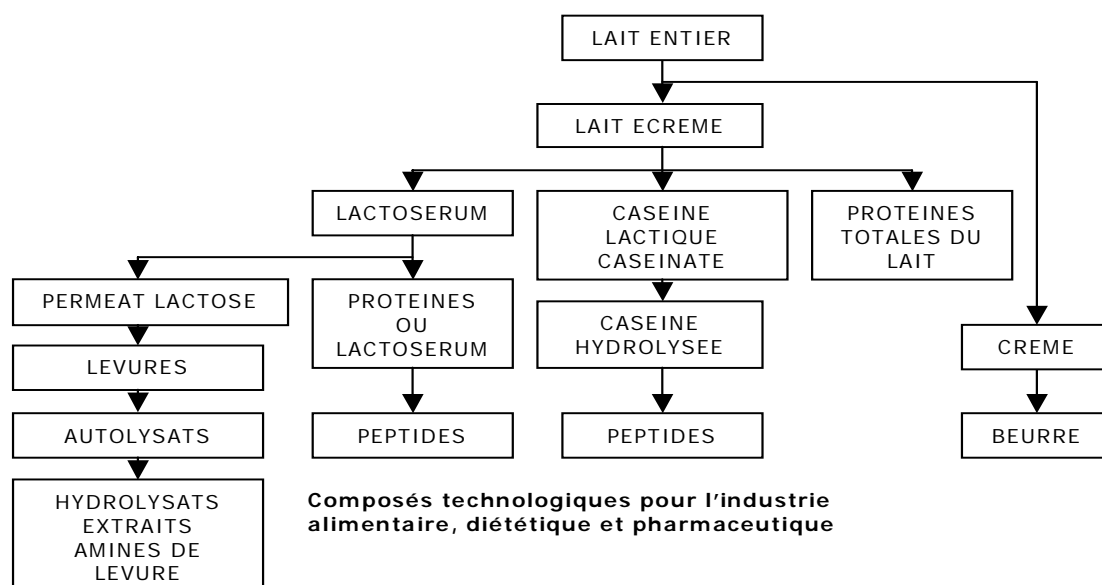 LAIT ENTIER
LAIT ECREME
LACTOSERUM
CASEINE
LACTIQUE
CASEINATE
PROTEINES
TOTALES DU
LAIT
PERMEAT LACTOSE
PROTEINES
OU
LACTOSERUM
CASEINE
HYDROLYSEE
CREME
LEVURES
AUTOLYSATS
PEPTIDES
PEPTIDES
BEURRE
HYDROLYSATS
EXTRAITS
AMINES DE
LEVURE
Composés technologiques pour l'industrie
alimentaire, diététique et pharmaceutique